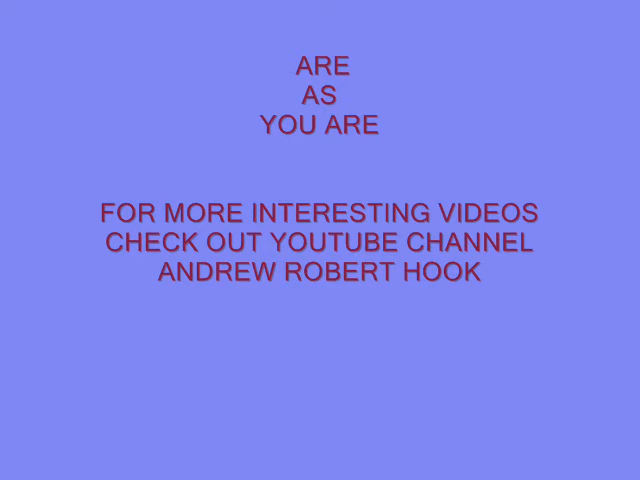 ARE
AS
YOU ARE
FOR MORE INTERESTING VIDEOS
CHECK OUT YOUTUBE CHANNEL
ANDREW ROBERT HOOK